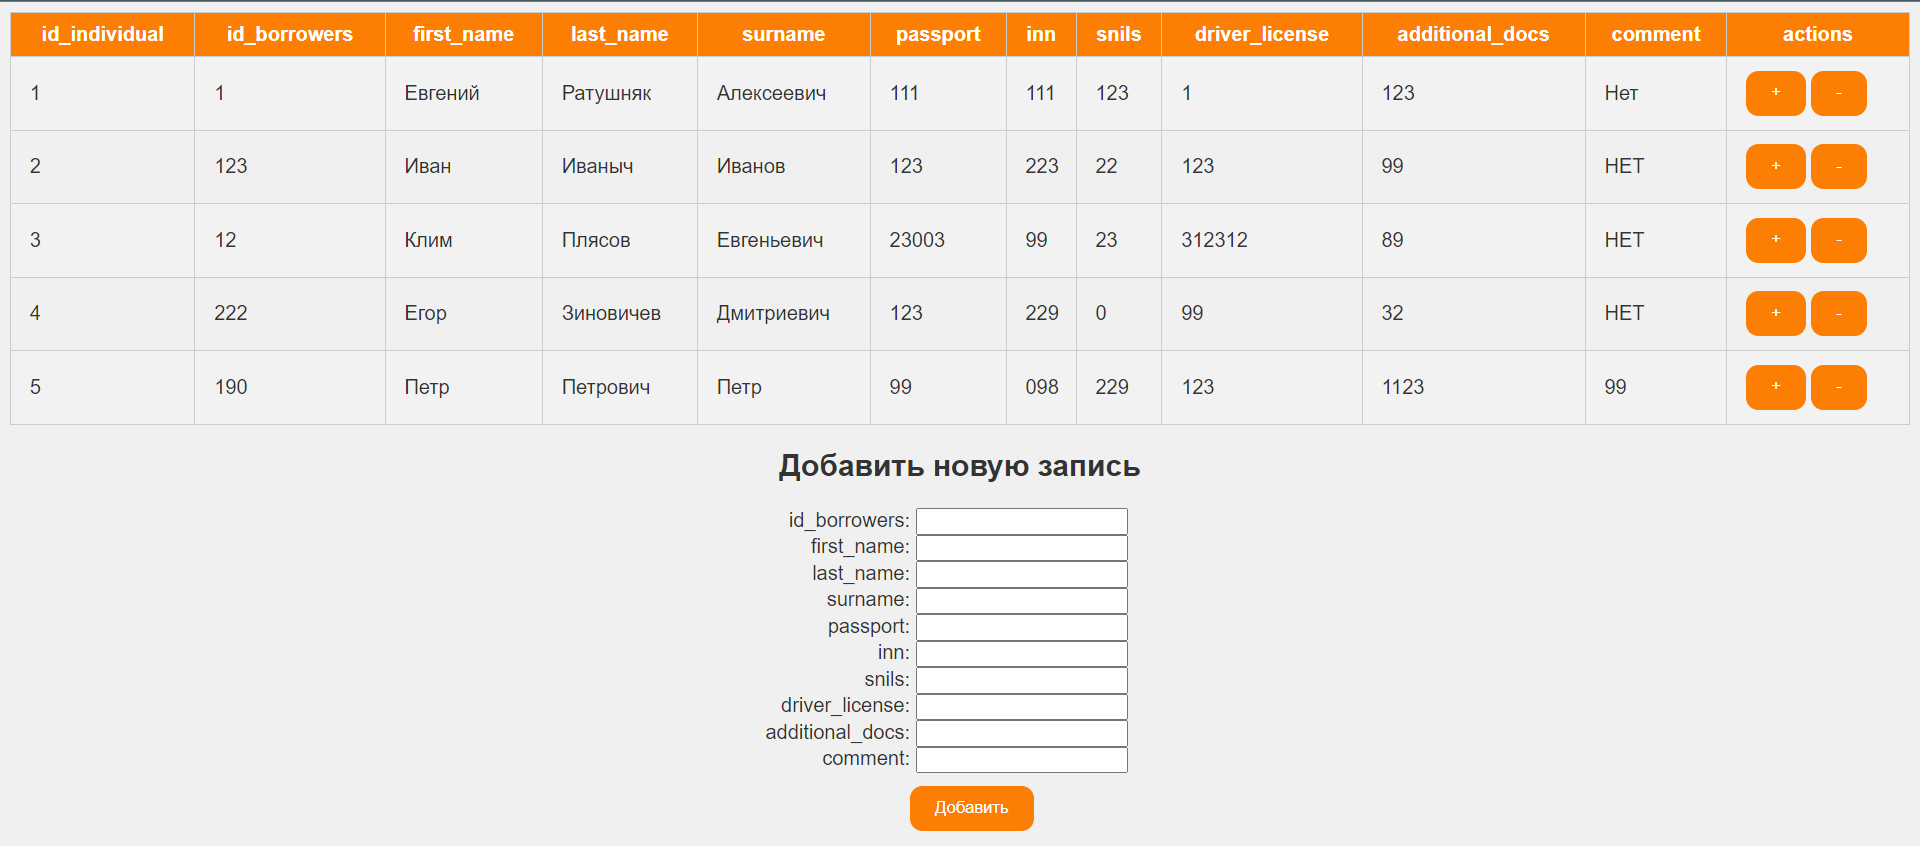 id_individual id_borrowers first_name last_name surname passport inn snils driver_license additional_docs comment actions
1 1 Евгений Ратушняк Алексеевич 111 111 123 1 123 Нет + -
2 123 Иван Иваныч Иванов 123 223 22 123 99 НЕТ + -
3 12 Клим Плясов Евгеньевич 23003 99 23 312312 89 НЕТ + -
4 222 Егор Зиновичев Дмитриевич 123 229 0 99 32 НЕТ + -
5 190 Петр Петрович Петр 99 098 229 123 1123 99 + -
Добавить новую запись
id_borrowers:
first_name:
last_name:
surname:
passport:
inn:
snils:
driver_license:
additional_docs:
comment:
Добавить